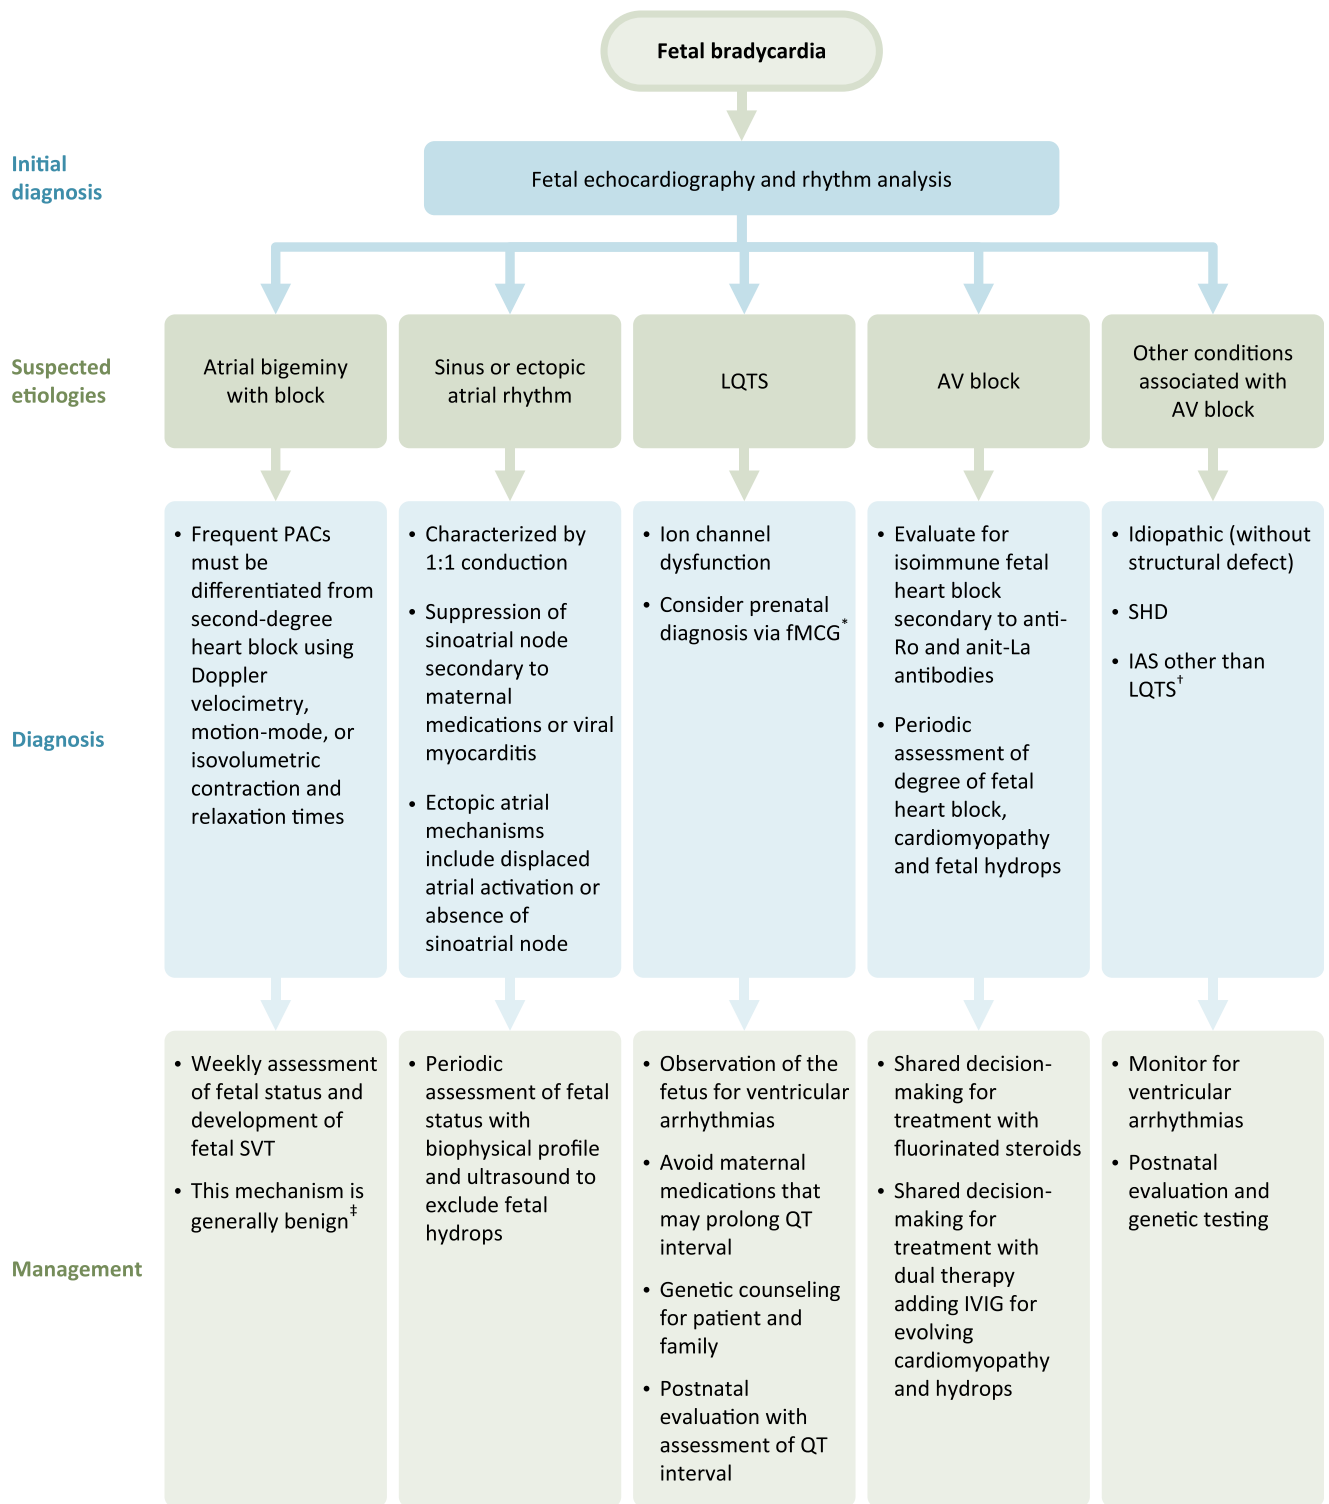 Fetal bradycardia
Initial
diagnosis
Fetal echocardiography and rhythm analysis
Suspected
etiologies
Atrial bigeminy
with block
Sinus or ectopic
atrial rhythm
LQTS
AV block
Other conditions
associated with
AV block
Diagnosis
• Frequent PACs
must be
differentiated from
second-degree
heart block using
Doppler
velocimetry,
motion-mode, or
isovolumetric
contraction and
relaxation times
• Characterized by
1:1 conduction
• Suppression of
sinoatrial node
secondary to
maternal
medications or viral
myocarditis
• Ectopic atrial
mechanisms
include displaced
atrial activation or
absence of
sinoatrial node
• Ion channel
dysfunction
• Consider prenatal
diagnosis via fMCG*
• Evaluate for
isoimmune fetal
heart block
secondary to anti-
Ro and anit-La
antibodies
• Periodic
assessment of
degree of fetal
heart block,
cardiomyopathy
and fetal hydrops
• Idiopathic (without
structural defect)
• SHD
• IAS other than
LQTS†
Management
• Weekly assessment
of fetal status and
development of
fetal SVT
• This mechanism is
generally benign‡
• Periodic
assessment of fetal
status with
biophysical profile
and ultrasound to
exclude fetal
hydrops
• Observation of the
fetus for ventricular
arrhythmias
• Avoid maternal
medications that
may prolong QT
interval
• Genetic counseling
for patient and
family
• Postnatal
evaluation with
assessment of QT
interval
• Shared decision-
making for
treatment with
fluorinated steroids
• Shared decision-
making for
treatment with
dual therapy
adding IVIG for
evolving
cardiomyopathy
and hydrops
• Monitor for
ventricular
arrhythmias
• Postnatal
evaluation and
genetic testing